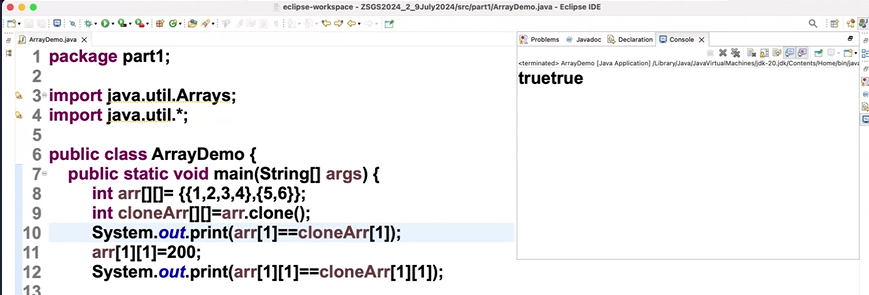 eclipse-workspace - ZSGS2024_2_9July2024/src/part1/ArrayDemo.java - Eclipse IDE
ArrayDemo.java
1 package part1;
2
3 import java.util.Arrays;
4 import java.util.*;
5
6 public class ArrayDemo {
7 public static void main(String[] args) {
8 int arr[][]= {{1,2,3,4},{5,6}};
9 int cloneArr[][]=arr.clone();
10 System.out.print(arr[1]==cloneArr[1]);
11 arr[1][1]=200;
12 System.out.print(arr[1][1]==cloneArr[1][1]);
13
Problems Javadoc Declaration Console
<terminated> ArrayDemo [Java Application] /Library/Java/JavaVirtualMachines/jdk-20.jdk/Contents/Home/bin/java
truetrue